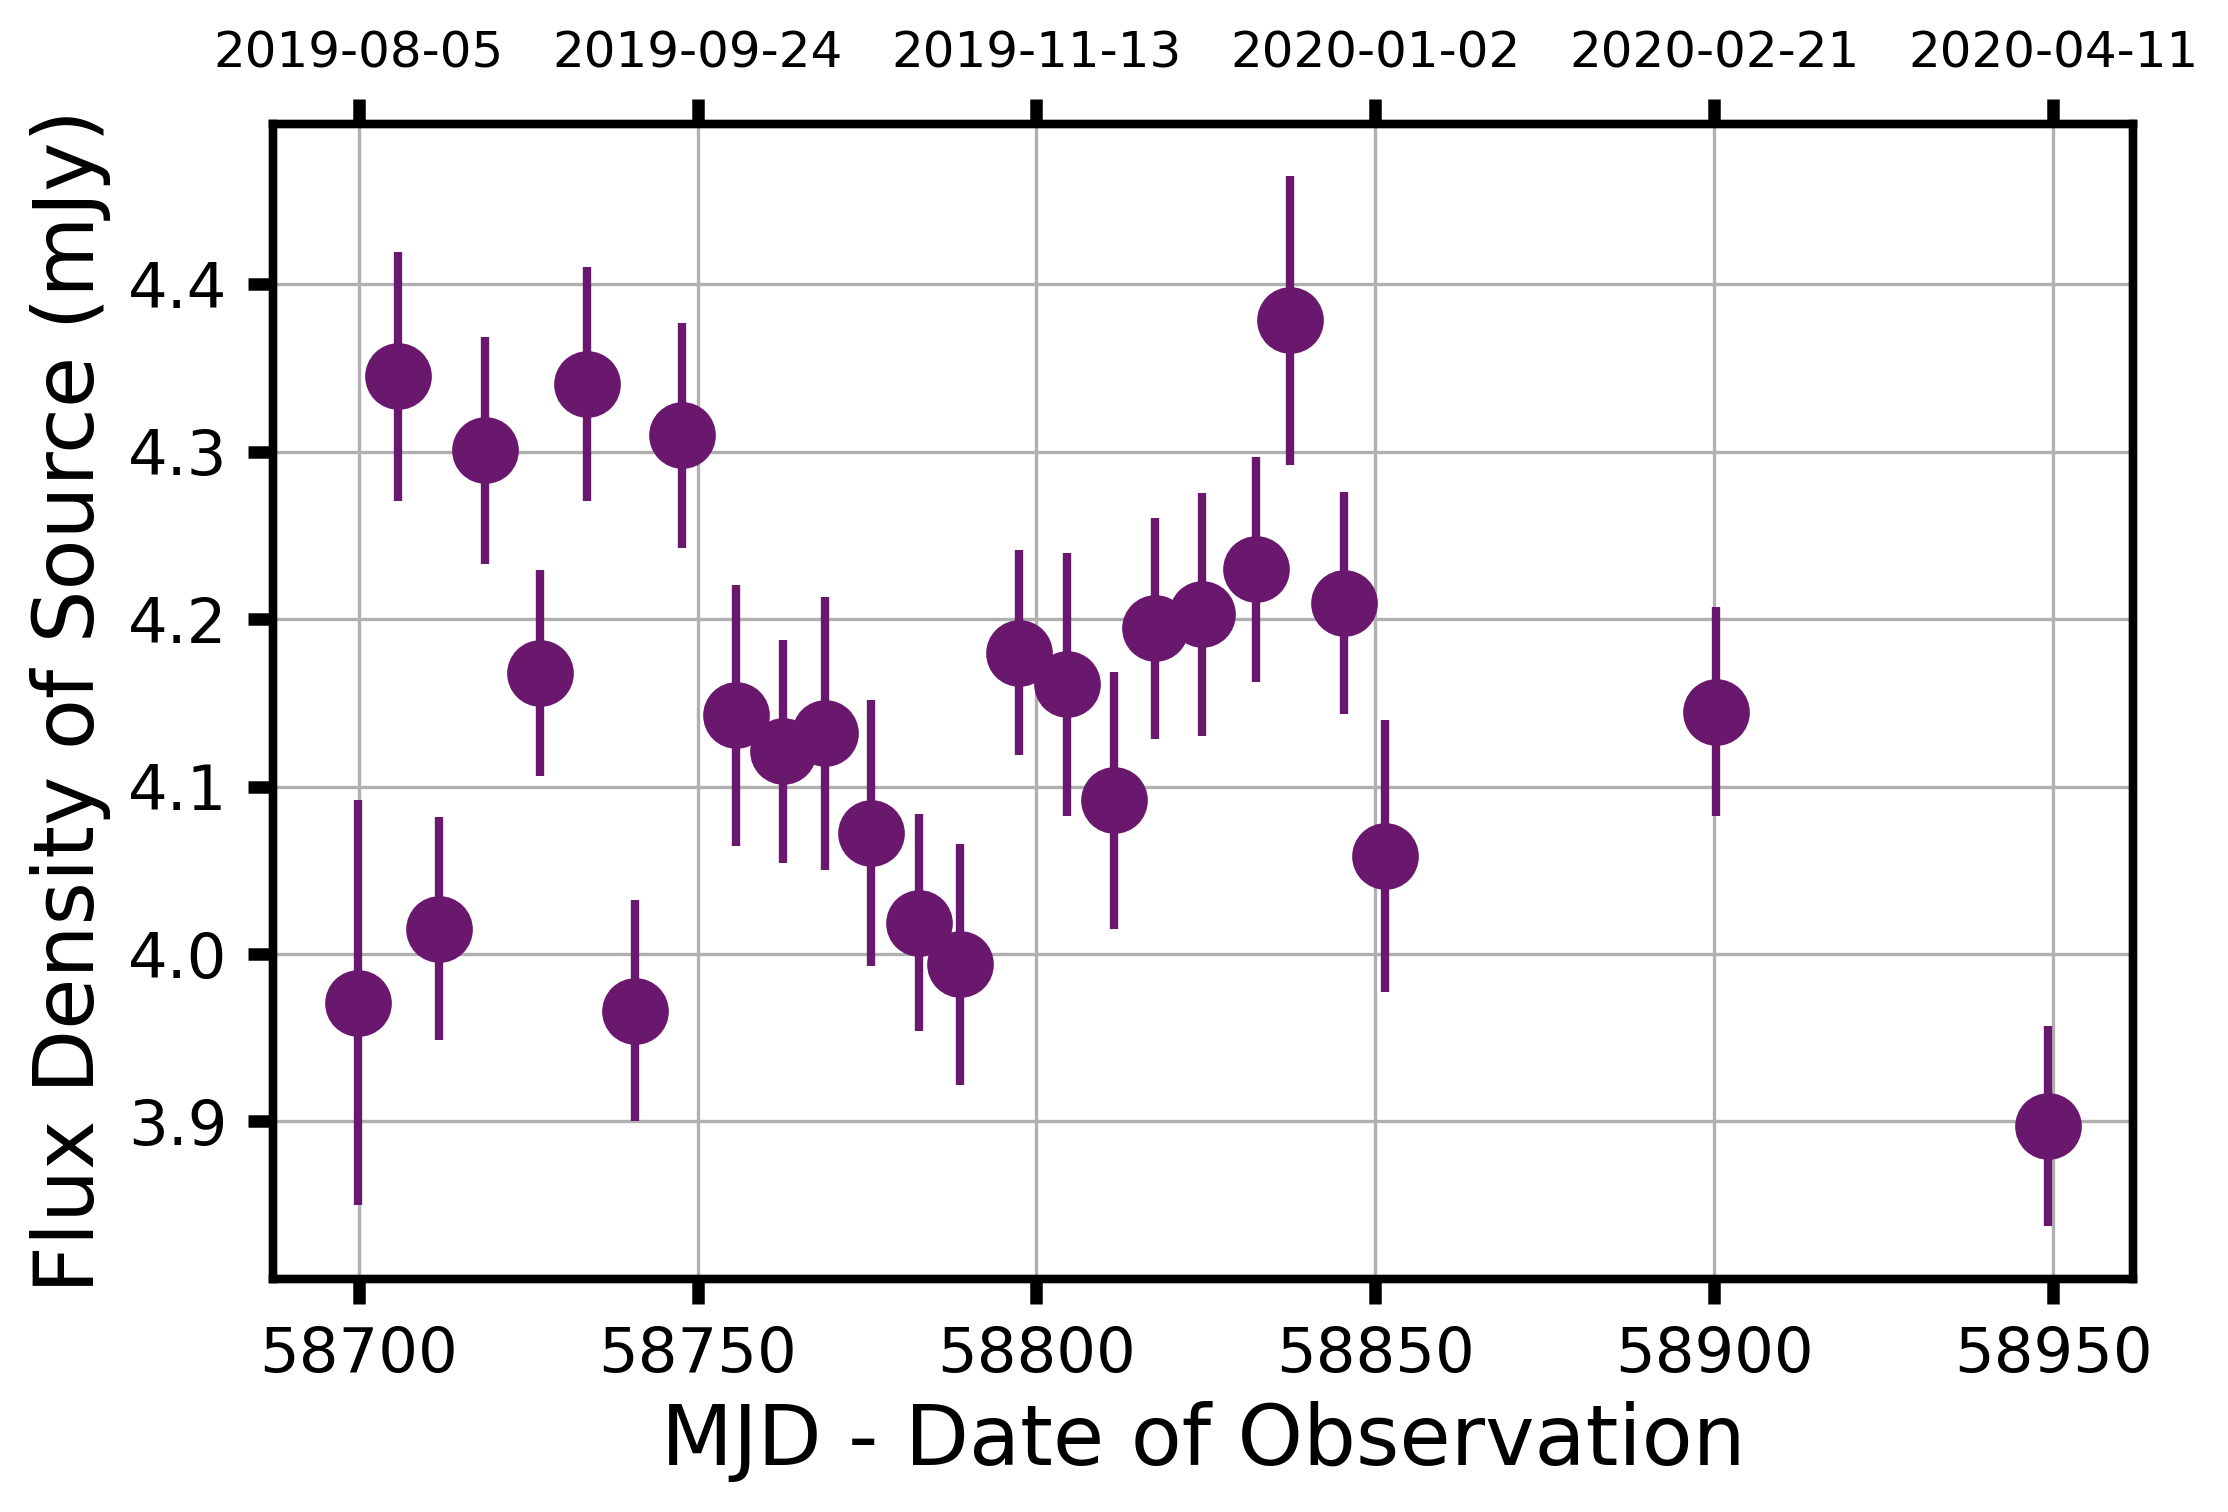 2019-08-05 2019-09-24 2019-11-13 2020-01-02 2020-02-21 2020-04-11
Flux Density of Source (mJy)
4.4
4.3
4.2
4.1
4.0
3.9
58700 58750 58800 58850 58900 58950
MJD - Date of Observation